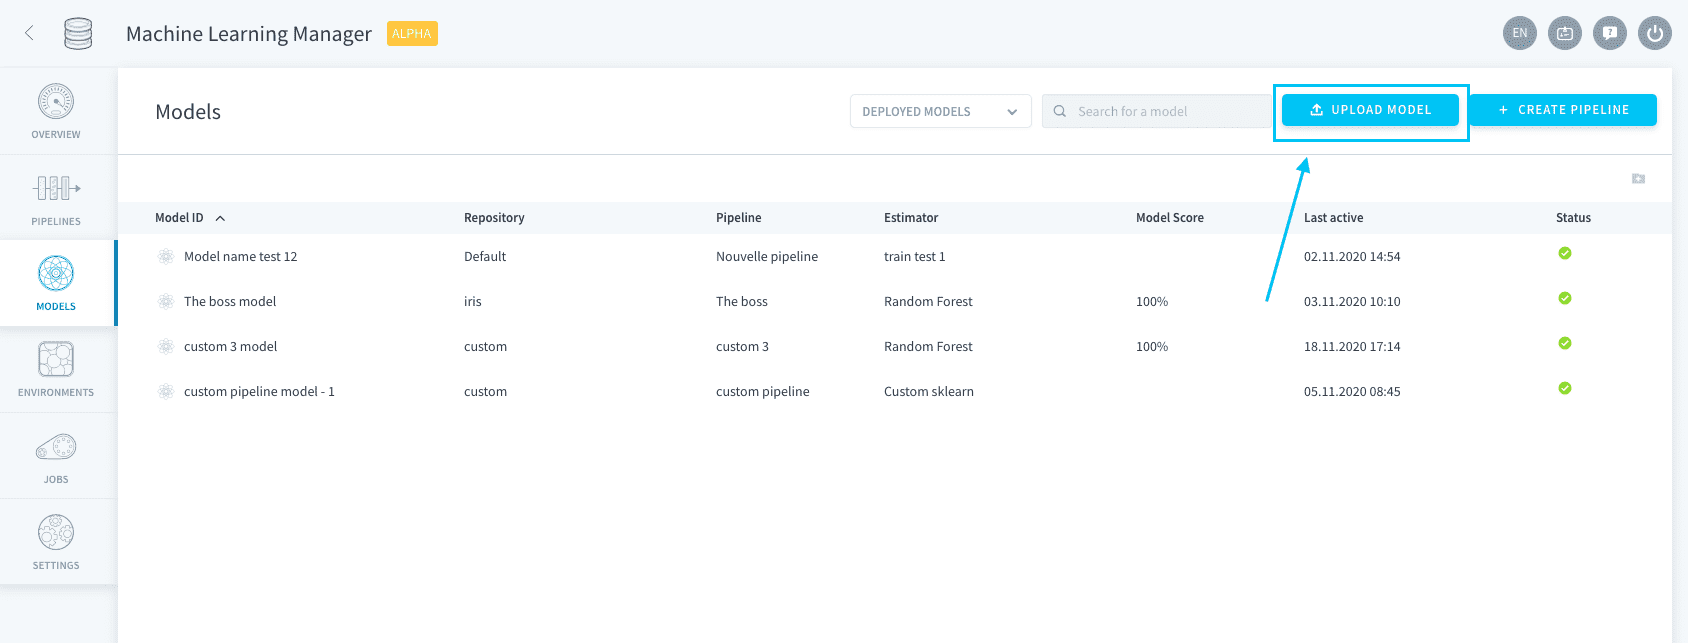 Machine Learning Manager ALPHA
EN
OVERVIEW
PIPELINES
MODELS
ENVIRONMENTS
JOBS
SETTINGS
Models
DEPLOYED MODELS
Search for a model
UPLOAD MODEL
+ CREATE PIPELINE
Model ID Repository Pipeline Estimator Model Score Last active Status
Model name test 12 Default Nouvelle pipeline train test 1 02.11.2020 14:54
The boss model iris The boss Random Forest 100% 03.11.2020 10:10
custom 3 model custom custom 3 Random Forest 100% 18.11.2020 17:14
custom pipeline model - 1 custom custom pipeline Custom sklearn 05.11.2020 08:45